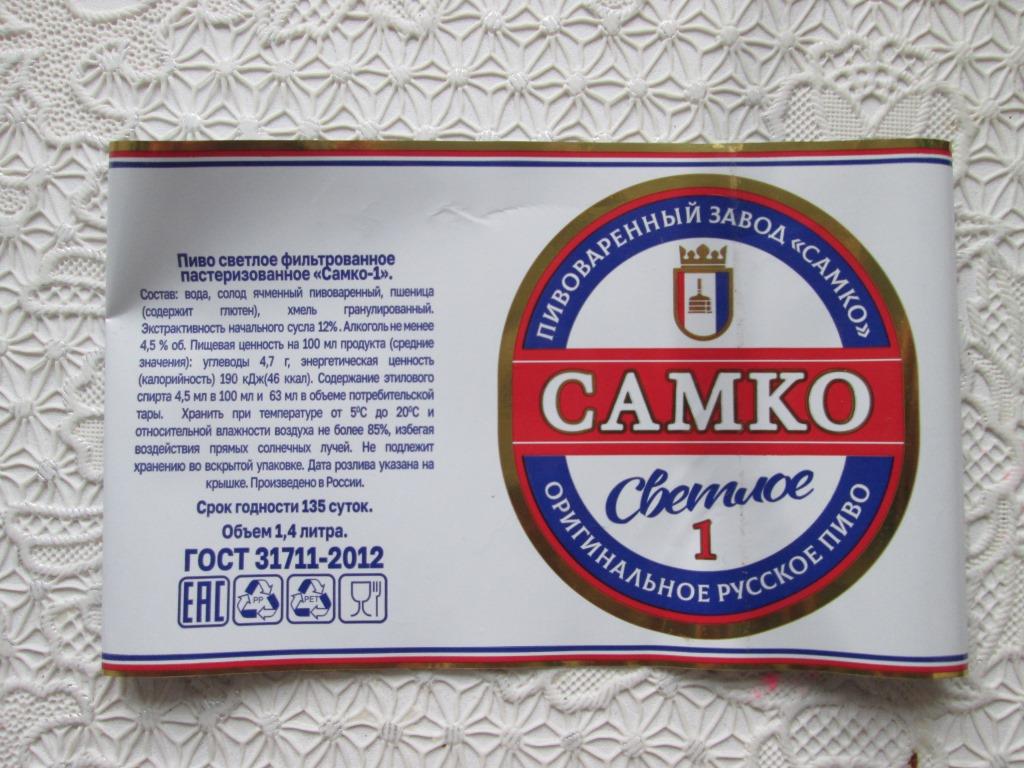 Пиво светлое фильтрованное
пастеризованное «Самко-1».
Состав: вода, солод ячменный пивоваренный, пшеница
(содержит глютен), хмель гранулированный.
Экстрактивность начального сусла 12%. Алкоголь не менее
4,5 % об. Пищевая ценность на 100 мл продукта (средние
значения): углеводы 4,7 г, энергетическая ценность
(калорийность) 190 кДж(46 ккал). Содержание этилового
спирта 4,5 мл в 100 мл и 63 мл в объеме потребительской
тары. Хранить при температуре от 5⁰С до 20⁰С и
относительной влажности воздуха не более 85%, избегая
воздействия прямых солнечных лучей. Не подлежит
хранению во вскрытой упаковке. Дата розлива указана на
крышке. Произведено в России.
Срок годности 135 суток.
Объем 1,4 литра.
ГОСТ 31711-2012
ЕАС
PP
PET
ПИВОВАРЕННЫЙ ЗАВОД «САМКО»
САМКО
Светлое
1
ОРИГИНАЛЬНОЕ РУССКОЕ ПИВО